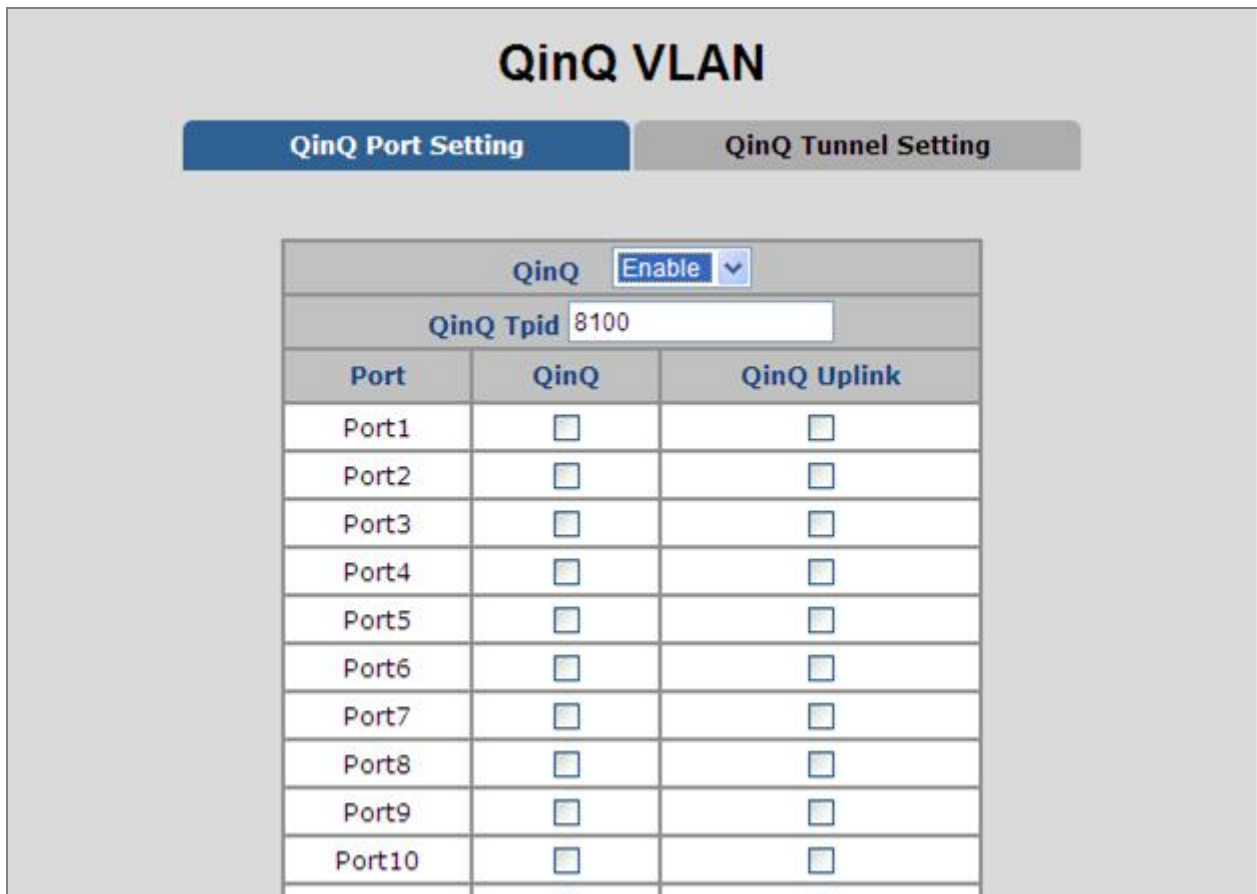 QinQ VLAN
QinQ Port Setting QinQ Tunnel Setting
QinQ Enable
QinQ Tpid 8100
Port QinQ QinQ Uplink
Port1
Port2
Port3
Port4
Port5
Port6
Port7
Port8
Port9
Port10